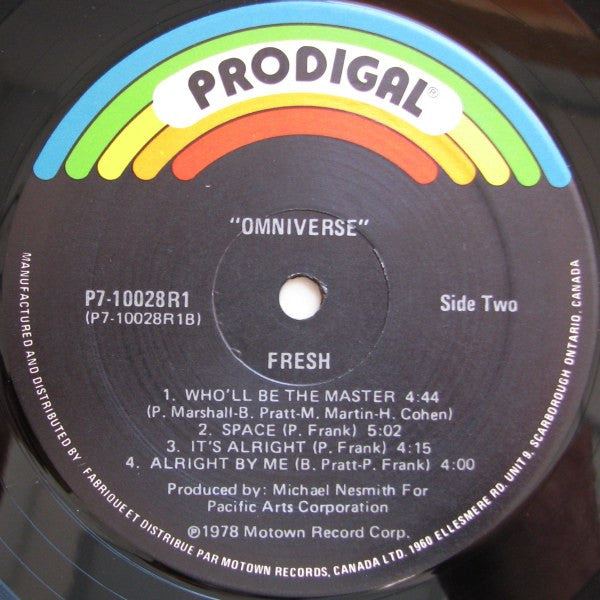 PRODIGAL®
"OMNIVERSE"
P7-10028R1
(P7-10028R1B)
Side Two
FRESH
1. WHO'LL BE THE MASTER 4:44
(P. Marshall-B. Pratt-M. Martin-H. Cohen)
2. SPACE (P. Frank) 5:02
3. IT'S ALRIGHT (P. Frank) 4:15
4. ALRIGHT BY ME (B. Pratt-P. Frank) 4:00
Produced by: Michael Nesmith For
Pacific Arts Corporation
℗1978 Motown Record Corp.
MANUFACTURED AND DISTRIBUTED BY / FABRIQUE ET DISTRIBUE PAR MOTOWN RECORDS, CANADA LTD. 1960 ELLESMERE RD. UNIT 9, SCARBOROUGH ONTARIO, CANADA